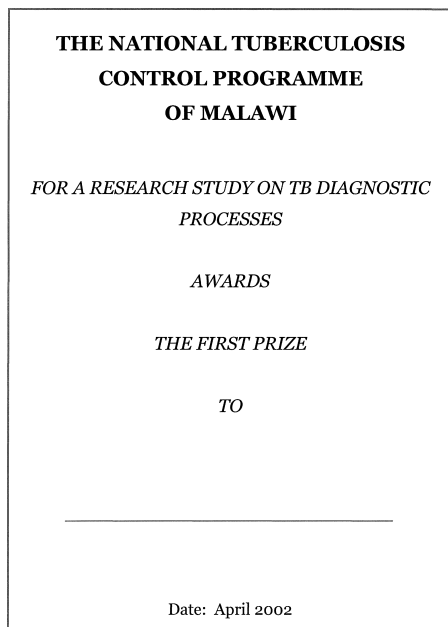 THE NATIONAL TUBERCULOSIS
CONTROL PROGRAMME
OF MALAWI
FOR A RESEARCH STUDY ON TB DIAGNOSTIC
PROCESSES
AWARDS
THE FIRST PRIZE
TO
Date: April 2002